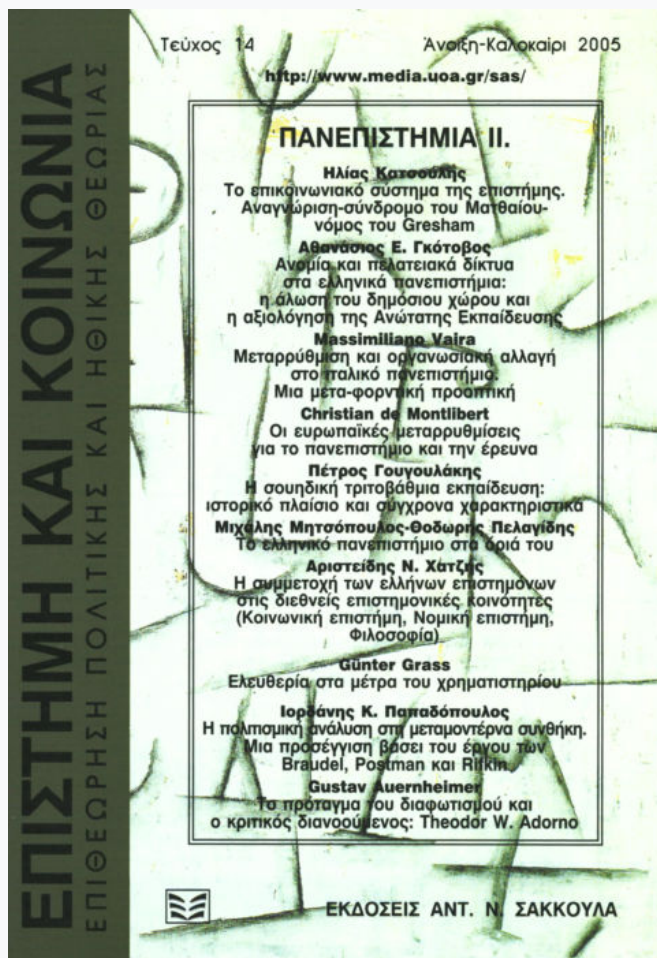 ΕΠΙΣΤΗΜΗ ΚΑΙ ΚΟΙΝΩΝΙΑ
ΕΠΙΘΕΩΡΗΣΗ ΠΟΛΙΤΙΚΗΣ ΚΑΙ ΗΘΙΚΗΣ ΘΕΩΡΙΑΣ
Τεύχος 14 Άνοιξη-Καλοκαίρι 2005
http://www.media.uoa.gr/sas/
ΠΑΝΕΠΙΣΤΗΜΙΑ ΙΙ.
Ηλίας Κατσούλης
Το επικοινωνιακό σύστημα της επιστήμης.
Αναγνώριση-σύνδρομο του Ματθαίου-
νόμος του Gresham
Αθανάσιος Ε. Γκότοβος
Ανομία και πελατειακά δίκτυα
στα ελληνικά πανεπιστήμια:
η άλωση του δημόσιου χώρου και
η αξιολόγηση της Ανώτατης Εκπαίδευσης
Massimiliano Vaira
Μεταρρύθμιση και οργανωσιακή αλλαγή
στο ιταλικό πανεπιστήμιο.
Μια μετα-φορντική προοπτική
Christian de Montlibert
Οι ευρωπαϊκές μεταρρυθμίσεις
για το πανεπιστήμιο και την έρευνα
Πέτρος Γουγουλάκης
Η σουηδική τριτοβάθμια εκπαίδευση:
ιστορικό πλαίσιο και σύγχρονα χαρακτηριστικά
Μιχάλης Μητσόπουλος-Θοδωρής Πελαγίδης
Το ελληνικό πανεπιστήμιο στα όριά του
Αριστείδης Ν. Χάτζης
Η συμμετοχή των ελλήνων επιστημόνων
στις διεθνείς επιστημονικές κοινότητες
(Κοινωνική επιστήμη, Νομική επιστήμη,
Φιλοσοφία)
Günter Grass
Ελευθερία στα μέτρα του χρηματιστηρίου
Ιορδάνης Κ. Παπαδόπουλος
Η πολιτισμική ανάλυση στη μεταμοντέρνα συνθήκη.
Μια προσέγγιση βάσει του έργου των
Braudel, Postman και Rifkin
Gustav Auernheimer
Το πρόταγμα του διαφωτισμού και
ο κριτικός διανοούμενος: Theodor W. Adorno
ΕΚΔΟΣΕΙΣ ΑΝΤ. Ν. ΣΑΚΚΟΥΛΑ